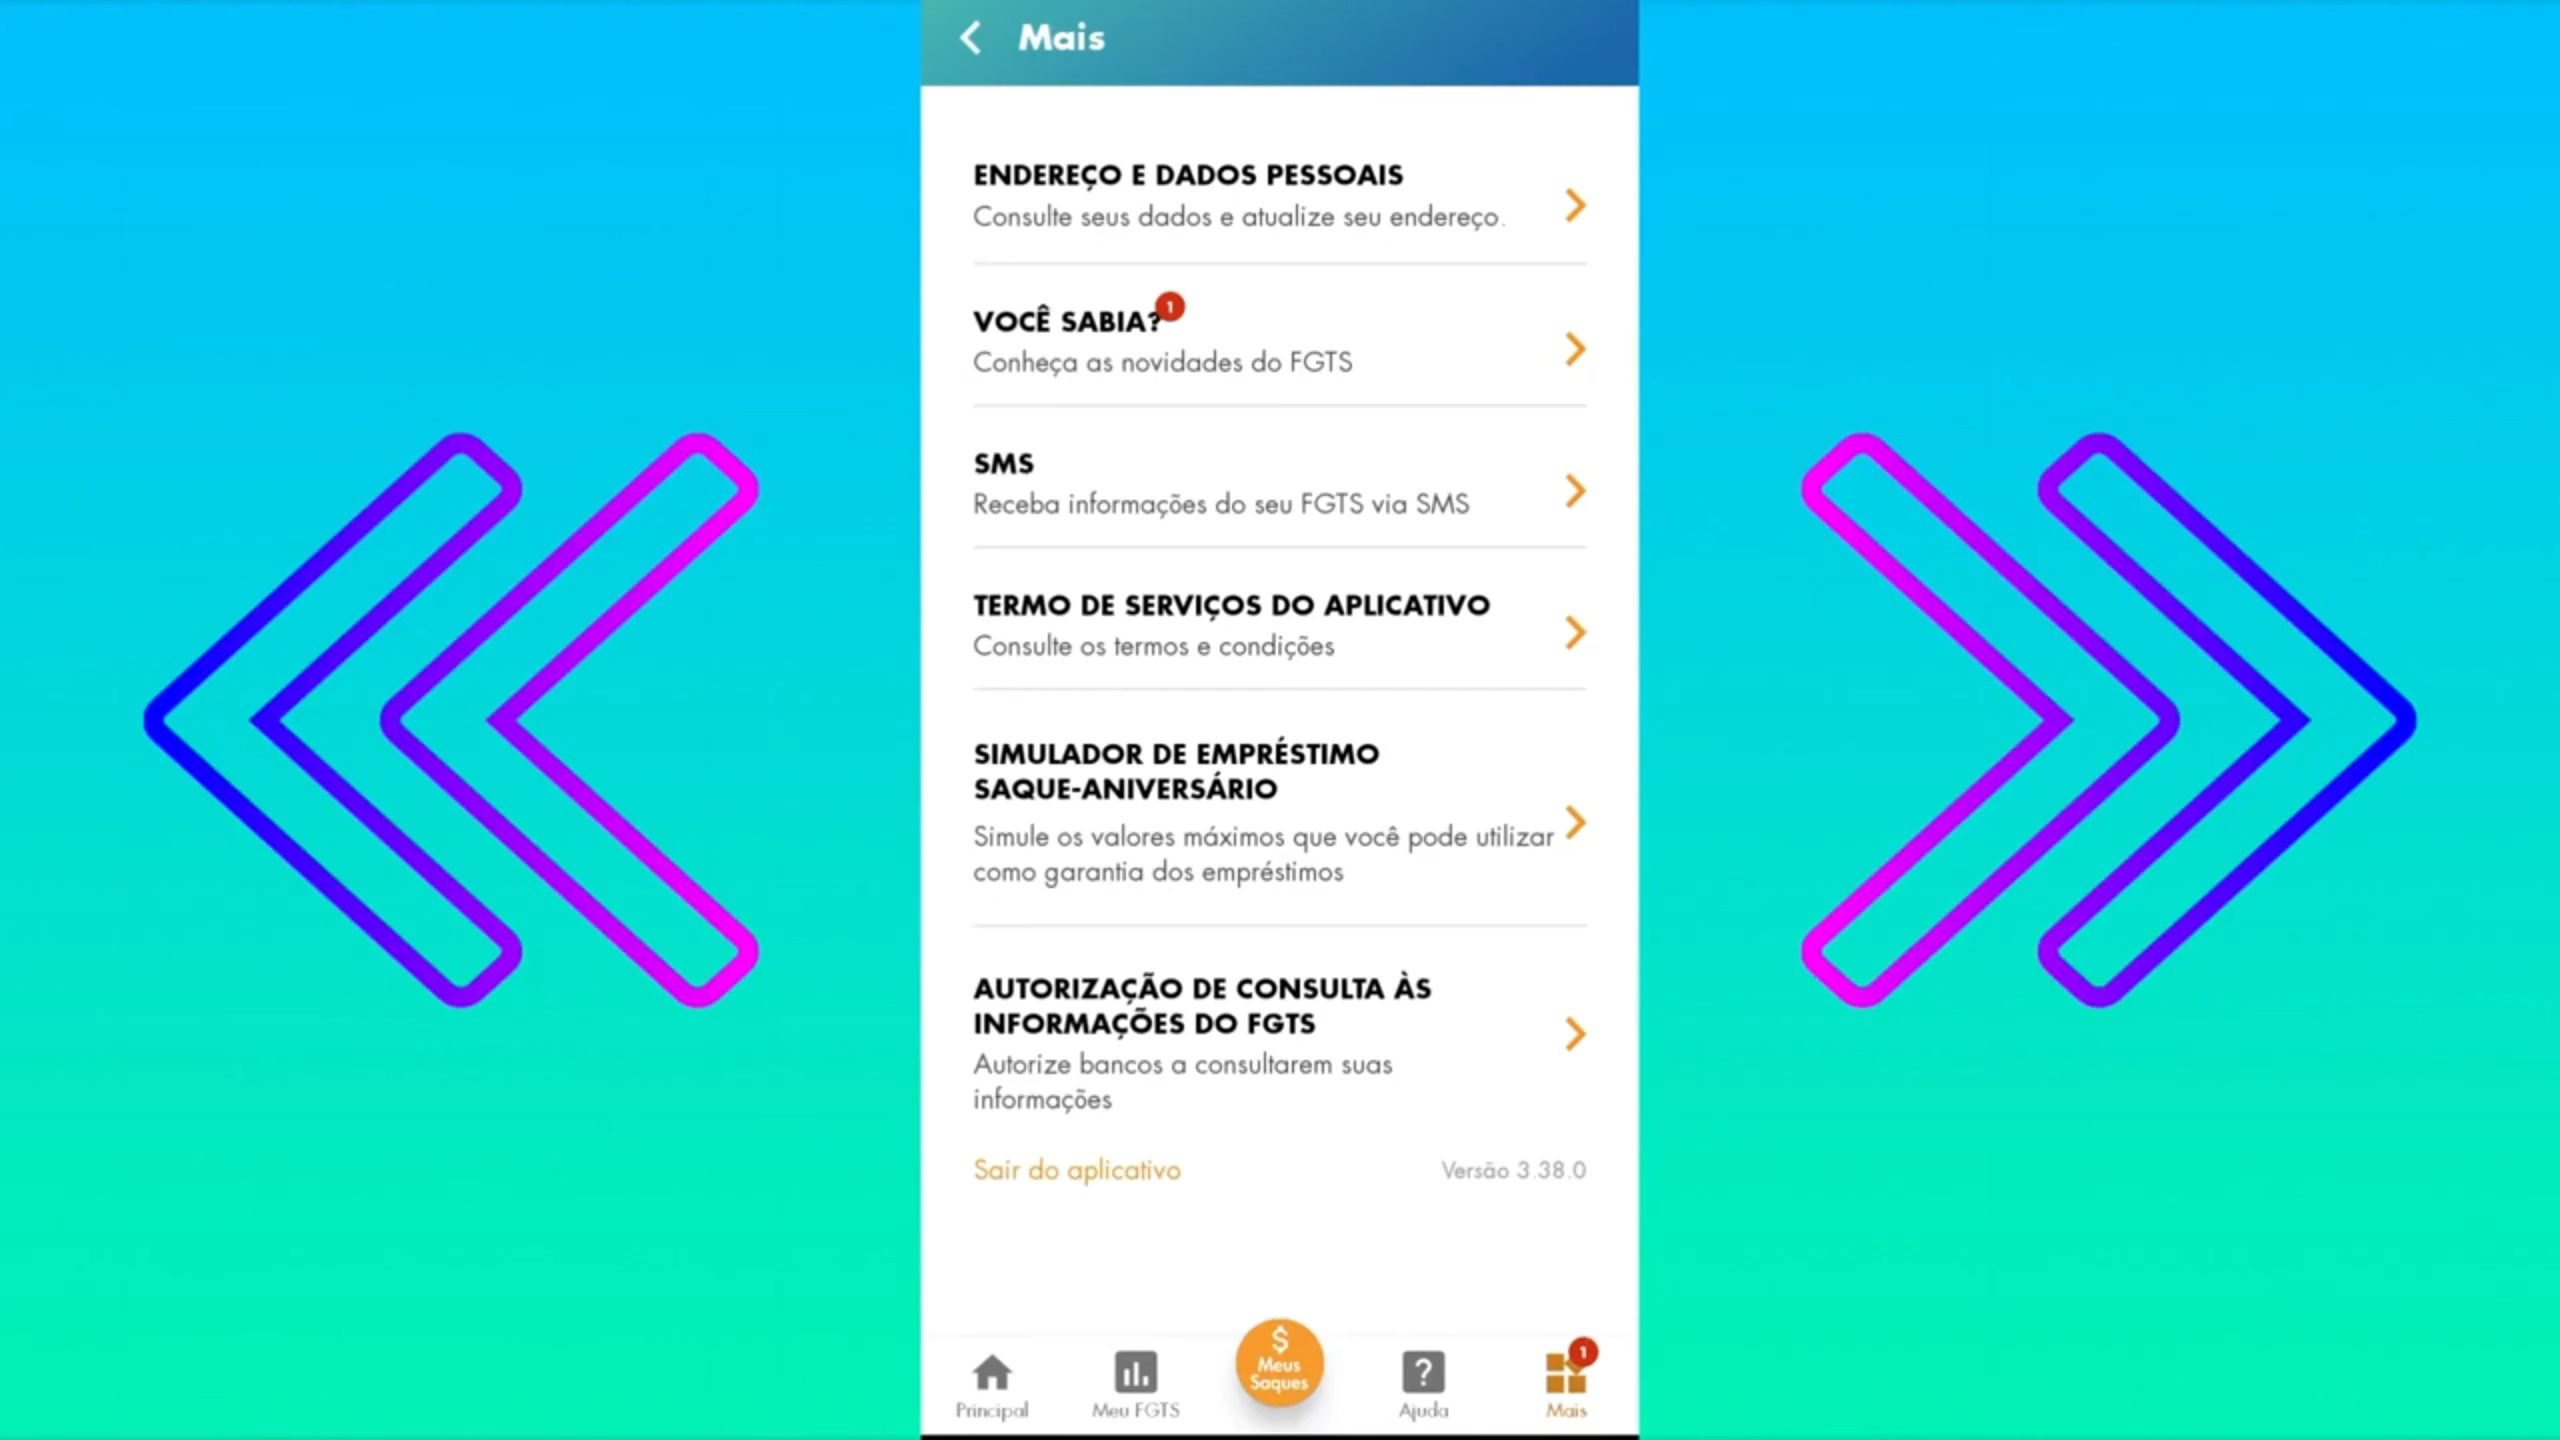 Mais
ENDEREÇO E DADOS PESSOAIS
Consulte seus dados e atualize seu endereço.
VOCÊ SABIA?
1
Conheça as novidades do FGTS
SMS
Receba informações do seu FGTS via SMS
TERMO DE SERVIÇOS DO APLICATIVO
Consulte os termos e condições
SIMULADOR DE EMPRÉSTIMO
SAQUE-ANIVERSÁRIO
Simule os valores máximos que você pode utilizar
como garantia dos empréstimos
AUTORIZAÇÃO DE CONSULTA ÀS
INFORMAÇÕES DO FGTS
Autorize bancos a consultarem suas
informações
Sair do aplicativo
Versão 3.38.0
Principal
Meu FGTS
$
Meus
Saques
?
Ajuda
1
Mais